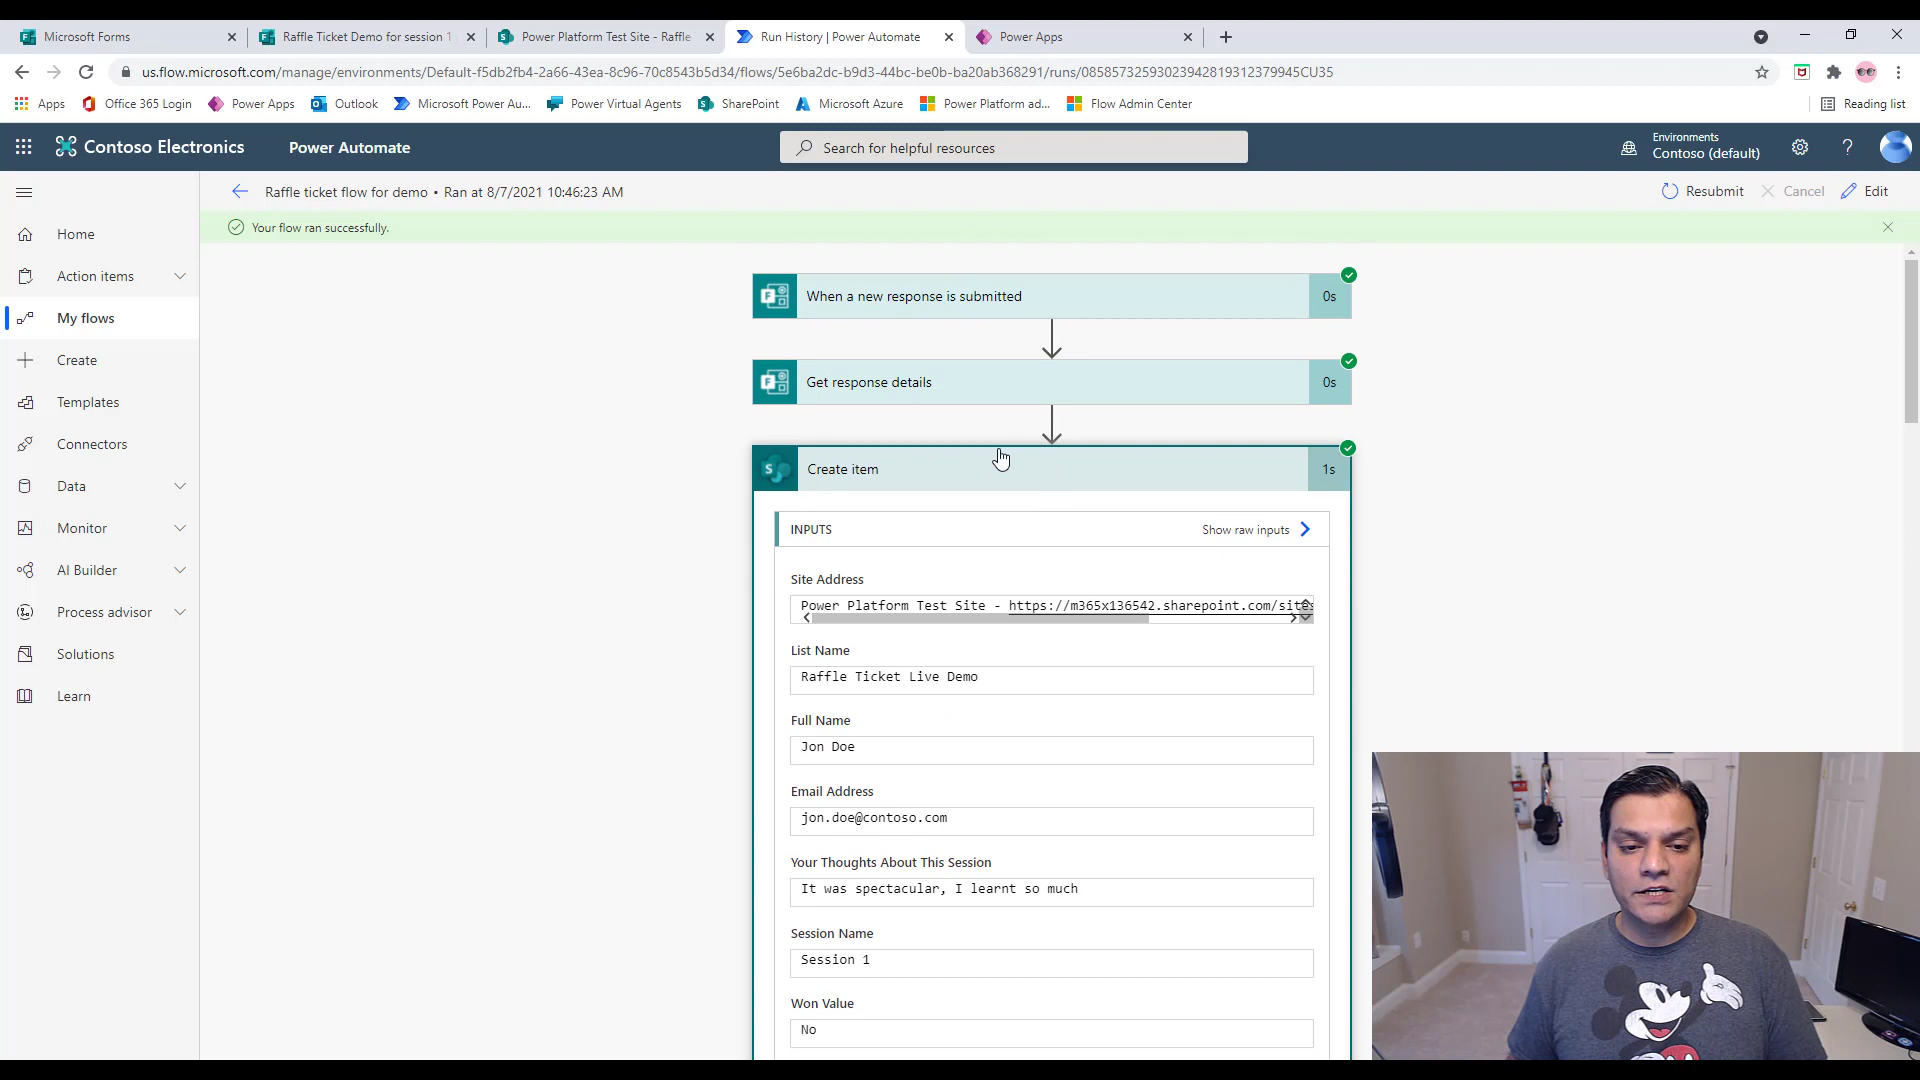 Microsoft Forms
Raffle Ticket Demo for session 1
Power Platform Test Site - Raffle
Run History | Power Automate
Power Apps
us.flow.microsoft.com/manage/environments/Default-f5db2fb4-2a66-43ea-8c96-70c8543b5d34/flows/5e6ba2dc-b9d3-44bc-be0b-ba20ab368291/runs/08585732593023942819312379945CU35
Apps
Office 365 Login
Power Apps
Outlook
Microsoft Power Au...
Power Virtual Agents
SharePoint
Microsoft Azure
Power Platform ad...
Flow Admin Center
Reading list
Contoso Electronics
Power Automate
Search for helpful resources
Environments
Contoso (default)
Raffle ticket flow for demo • Ran at 8/7/2021 10:46:23 AM
Resubmit
Cancel
Edit
Your flow ran successfully.
Home
Action items
My flows
Create
Templates
Connectors
Data
Monitor
AI Builder
Process advisor
Solutions
Learn
When a new response is submitted
0s
Get response details
0s
Create item
1s
INPUTS
Show raw inputs
Site Address
Power Platform Test Site - https://m365x136542.sharepoint.com/sites
List Name
Raffle Ticket Live Demo
Full Name
Jon Doe
Email Address
jon.doe@contoso.com
Your Thoughts About This Session
It was spectacular, I learnt so much
Session Name
Session 1
Won Value
No